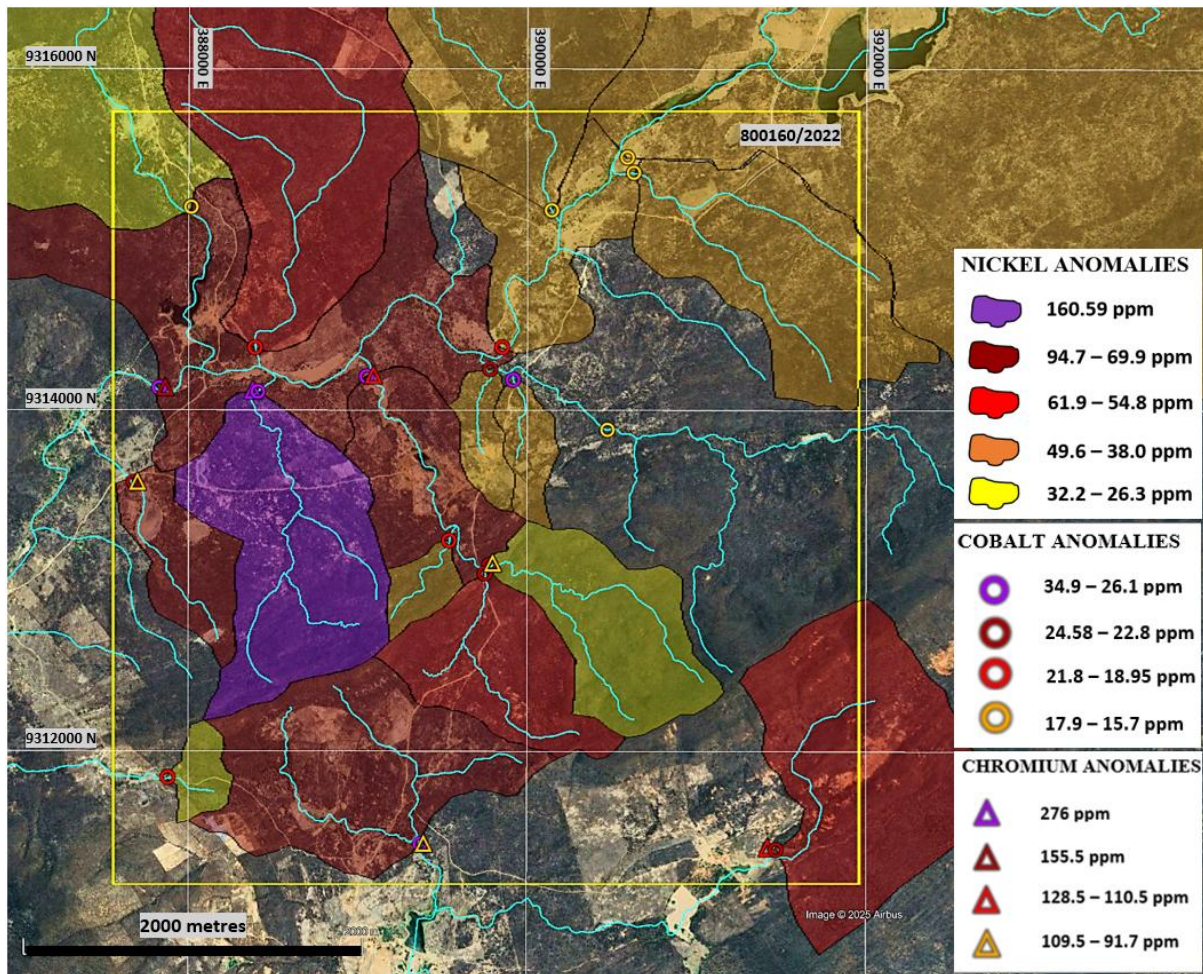 9316000 N
388000 E
390000 E
392000 E
800160/2022
9314000 N
9312000 N
2000 metres
2000 m
Image © 2025 Airbus
NICKEL ANOMALIES
160.59 ppm
94.7 – 69.9 ppm
61.9 – 54.8 ppm
49.6 – 38.0 ppm
32.2 – 26.3 ppm
COBALT ANOMALIES
34.9 – 26.1 ppm
24.58 – 22.8 ppm
21.8 – 18.95 ppm
17.9 – 15.7 ppm
CHROMIUM ANOMALIES
276 ppm
155.5 ppm
128.5 – 110.5 ppm
109.5 – 91.7 ppm